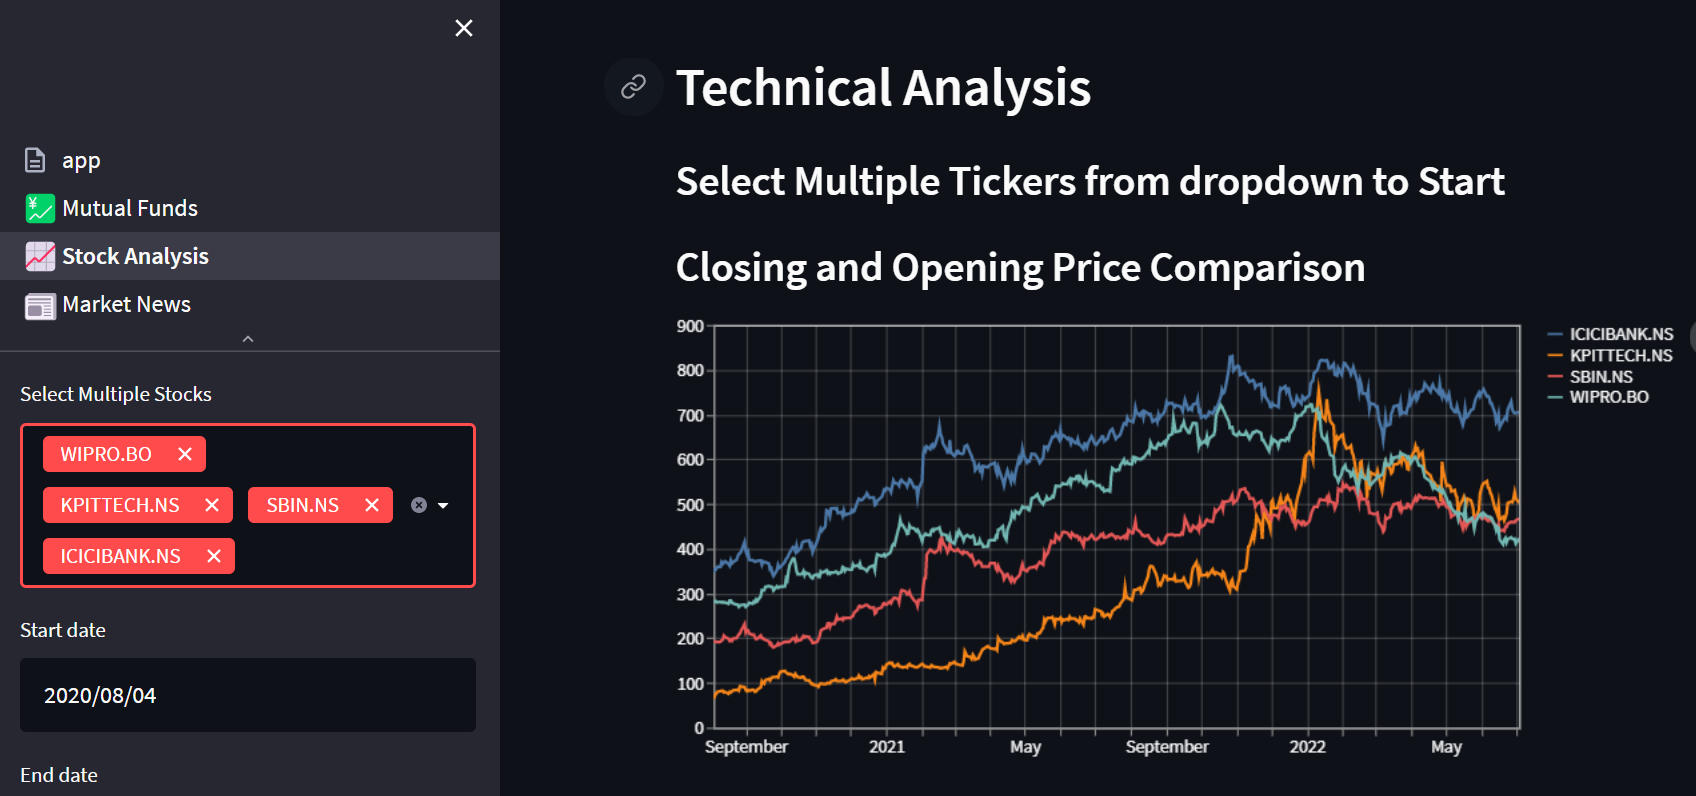 app
Mutual Funds
Stock Analysis
Market News
Select Multiple Stocks
WIPRO.BO
KPITTECH.NS SBIN.NS
ICICIBANK.NS
Start date
2020/08/04
End date
Technical Analysis
Select Multiple Tickers from dropdown to Start
Closing and Opening Price Comparison
900
800
700
600
500
400
300
200
100
0
September 2021 May September 2022 May
ICICIBANK.NS
KPITTECH.NS
SBIN.NS
WIPRO.BO